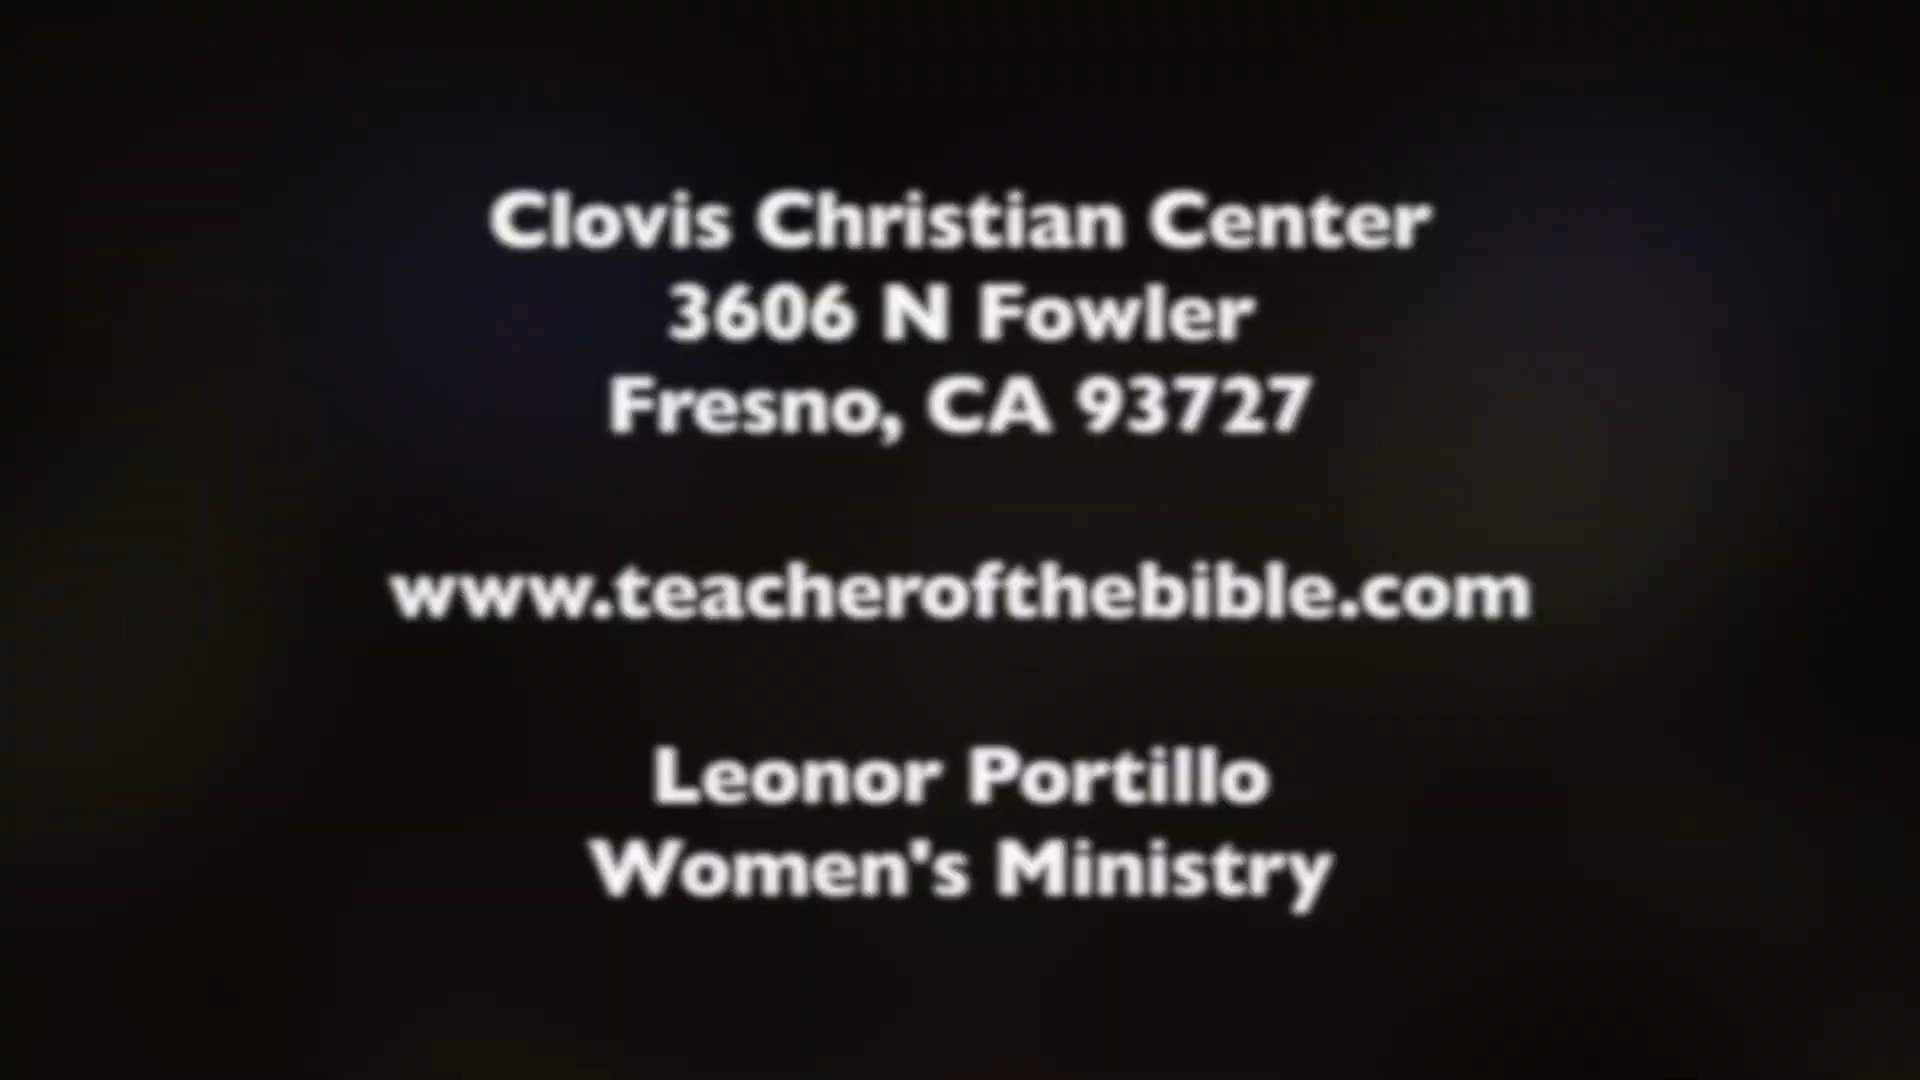 Clovis Christian Center
3606 N Fowler
Fresno, CA 93727
www.teacherofthebible.com
Leonor Portillo
Women's Ministry